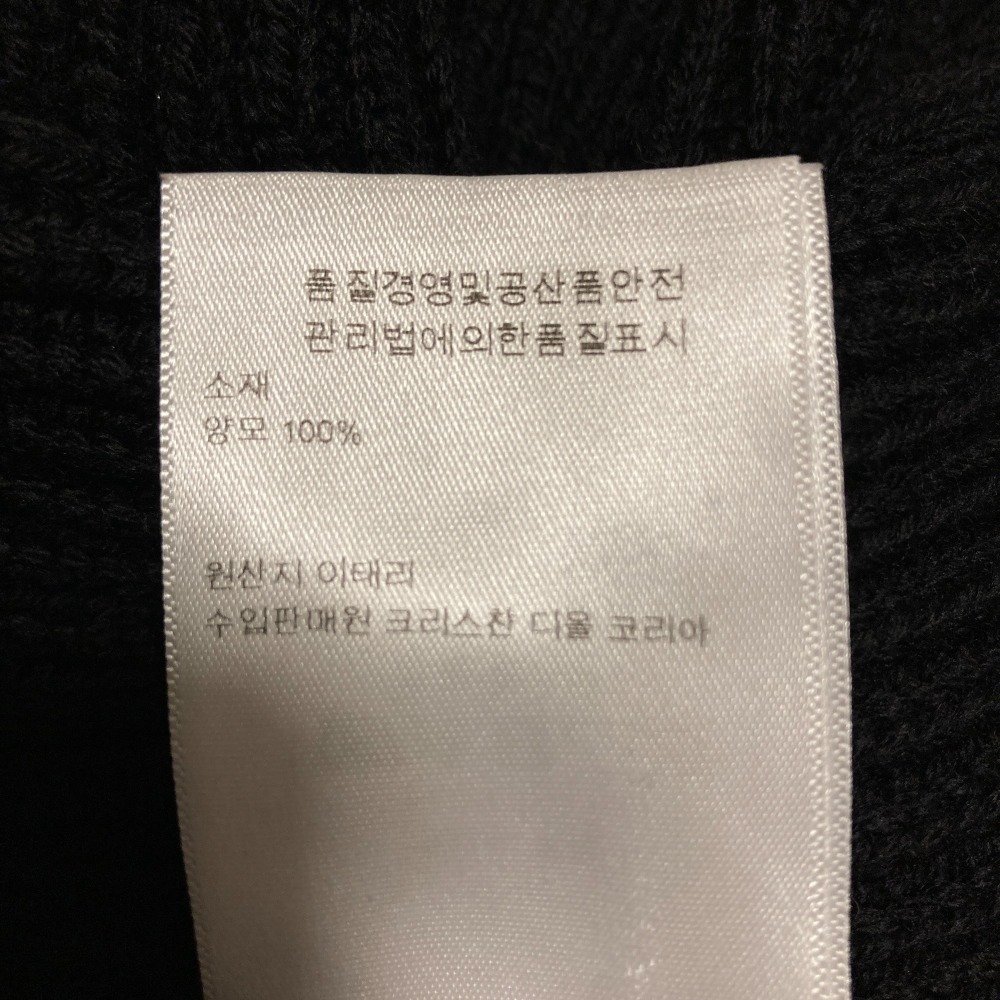 품질경영및공산품안전
관리법에의한품질표시
소재
양모 100%
원산지 이태리
수입판매원 크리스찬 디올 코리아